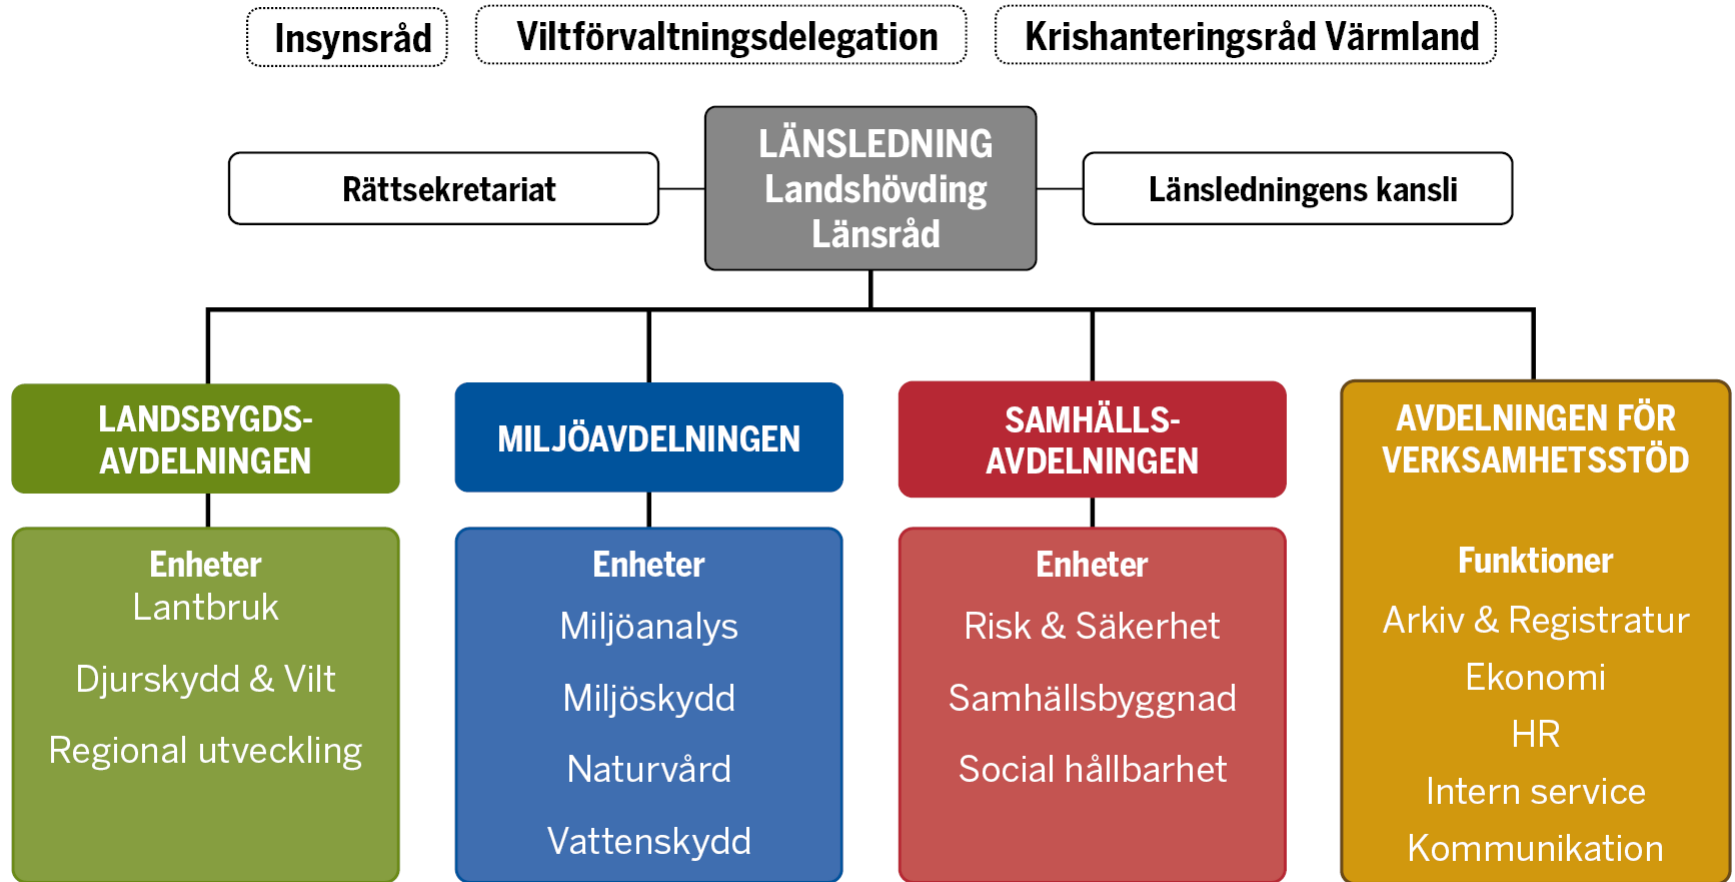 Insynsråd
Viltförvaltningsdelegation
Krishanteringsråd Värmland
LÄNSLEDNING
Landshövding
Länsråd
Rättsekretariat
Länsledningens kansli
LANDSBYGDS-
AVDELNINGEN
Enheter
Lantbruk
Djurskydd & Vilt
Regional utveckling
MILJÖAVDELNINGEN
Enheter
Miljöanalys
Miljöskydd
Naturvård
Vattenskydd
SAMHÄLLS-
AVDELNINGEN
Enheter
Risk & Säkerhet
Samhällsbyggnad
Social hållbarhet
AVDELNINGEN FÖR
VERKSAMHETSSTÖD
Funktioner
Arkiv & Registratur
Ekonomi
HR
Intern service
Kommunikation